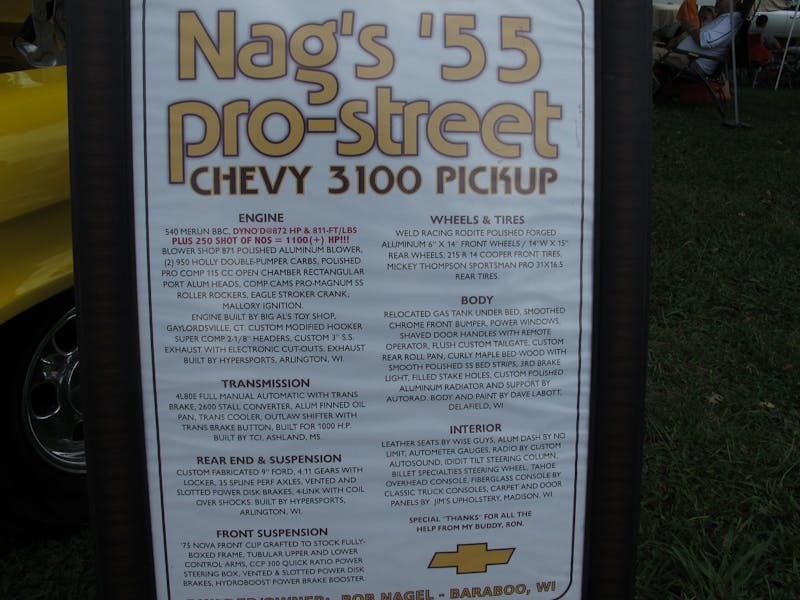 Nag's '55
pro-street
CHEVY 3100 PICKUP
ENGINE
540 MERLIN BBC, DYNO'D@872 HP & 811-FT/LBS
PLUS 250 SHOT OF NOS = 1100(+) HP!!!
BLOWER SHOP 871 POLISHED ALUMINUM BLOWER,
(2) 950 HOLLY DOUBLE-PUMPER CARBS, POLISHED
PRO COMP 115 CC OPEN CHAMBER RECTANGULAR
PORT ALUM HEADS, COMP CAMS PRO-MAGNUM SS
ROLLER ROCKERS, EAGLE STROKER CRANK,
MALLORY IGNITION.
ENGINE BUILT BY BIG AL'S TOY SHOP,
GAYLORDSVILLE, CT. CUSTOM MODIFIED HOOKER
SUPER COMP 2-1/8" HEADERS, CUSTOM 3" S.S.
EXHAUST WITH ELECTRONIC CUT-OUTS. EXHAUST
BUILT BY HYPERSPORTS, ARLINGTON, WI.
TRANSMISSION
4L80E FULL MANUAL AUTOMATIC WITH TRANS
BRAKE, 2600 STALL CONVERTER, ALUM FINNED OIL
PAN, TRANS COOLER, OUTLAW SHIFTER WITH
TRANS BRAKE BUTTON, BUILT FOR 1000 H.P.
BUILT BY TCI, ASHLAND, MS.
REAR END & SUSPENSION
CUSTOM FABRICATED 9" FORD, 4:11 GEARS WITH
LOCKER, 35 SPLINE PERF AXLES, VENTED AND
SLOTTED POWER DISK BRAKES, 4-LINK WITH COIL
OVER SHOCKS. BUILT BY HYPERSPORTS,
ARLINGTON, WI.
FRONT SUSPENSION
'75 NOVA FRONT CLIP GRAFTED TO STOCK FULLY-
BOXED FRAME, TUBULAR UPPER AND LOWER
CONTROL ARMS, CCP 300 QUICK RATIO POWER
STEERING BOX, VENTED & SLOTTED POWER DISK
BRAKES, HYDROBOOST POWER BRAKE BOOSTER.
WHEELS & TIRES
WELD RACING RODITE POLISHED FORGED
ALUMINUM 6" X 14" FRONT WHEELS / 14"W X 15"
REAR WHEELS, 215 R 14 COOPER FRONT TIRES,
MICKEY THOMPSON SPORTSMAN PRO 31X16.5
REAR TIRES.
BODY
RELOCATED GAS TANK UNDER BED, SMOOTHED
CHROME FRONT BUMPER, POWER WINDOWS,
SHAVED DOOR HANDLES WITH REMOTE
OPERATOR, FLUSH CUSTOM TAILGATE, CUSTOM
REAR ROLL PAN, CURLY MAPLE BED WOOD WITH
SMOOTH POLISHED SS BED STRIPS, 3RD BRAKE
LIGHT, FILLED STAKE HOLES, CUSTOM POLISHED
ALUMINUM RADIATOR AND SUPPORT BY
AUTORAD. BODY AND PAINT BY DAVE LABOTT,
DELAFIELD, WI
INTERIOR
LEATHER SEATS BY WISE GUYS, ALUM DASH BY NO
LIMIT, AUTOMETER GAUGES, RADIO BY CUSTOM
AUTOSOUND, IDIDIT TILT STEERING COLUMN,
BILLET SPECIALTIES STEERING WHEEL, TAHOE
OVERHEAD CONSOLE, FIBERGLASS CONSOLE BY
CLASSIC TRUCK CONSOLES, CARPET AND DOOR
PANELS BY JIM'S UPHOLSTERY, MADISON, WI
SPECIAL "THANKS" FOR ALL THE
HELP FROM MY BUDDY, RON.
BUILDER/OWNER: BOB NAGEL - BARABOO, WI